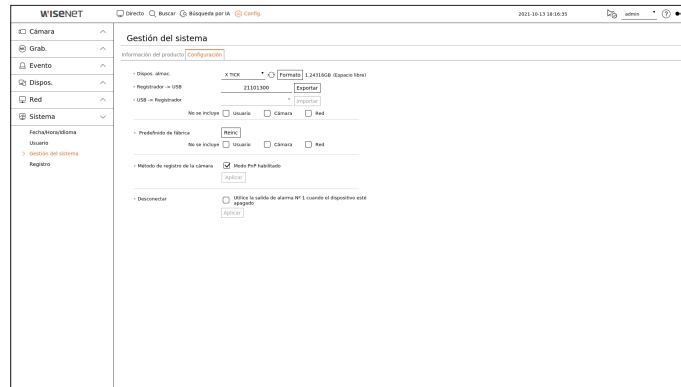 WISENET
Directo Buscar Búsqueda por IA Config. 2021-10-13 18:16:35 admin ?
Cámara
Grab.
Evento
Dispos.
Red
Sistema
Fecha/Hora/Idioma
Usuario
> Gestión del sistema
Registro
Gestión del sistema
Información del producto Configuración
Dispos. almac. X TICK Formato 1.24316GB (Espacio libre)
Registrador -> USB 21101300 Exportar
USB -> Registrador Importar
No se incluye Usuario Cámara Red
Predefinido de fábrica Reinc
No se incluye Usuario Cámara Red
Método de registro de la cámara Modo PnP habilitado
Aplicar
Desconectar Utilice la salida de alarma Nº 1 cuando el dispositivo esté
apagado
Aplicar